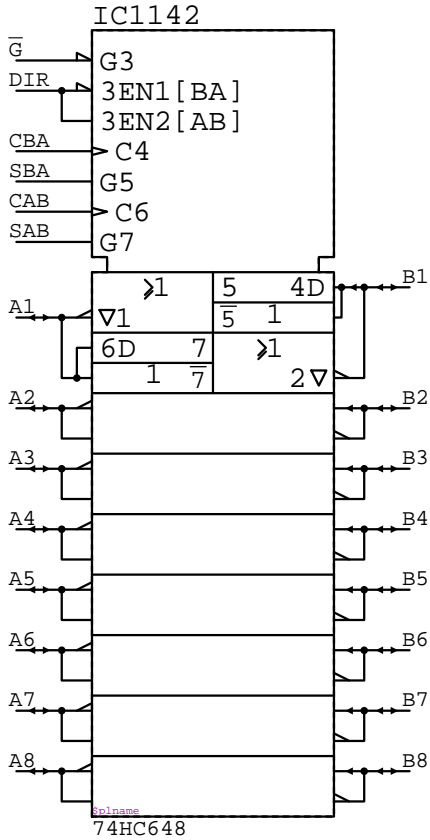 IC1142
G̅ G3
DIR 3EN1[BA]
3EN2[AB]
CBA C4
SBA G5
CAB C6
SAB G7
≥1 5 4D B1
A1 ▽1 5̅ 1
6D 7 ≥1
1 7̅ 2▽
A2 B2
A3 B3
A4 B4
A5 B5
A6 B6
A7 B7
A8 B8
$plname
74HC648